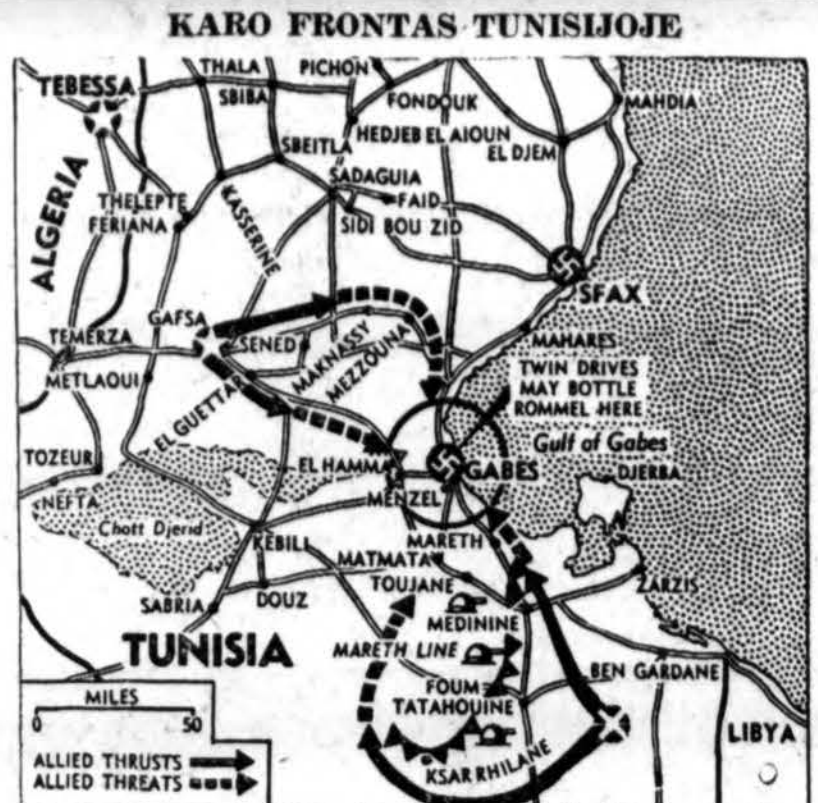 KARO FRONTAS TUNISIJOJE
THALA
PICHON
TEBESSA
SBIBA
FONDOUK
MAHDIA
HEDJEB EL AIOUN
SBEITLA
EL DJEM
SADAGUIA
ALGERIA
THELEPTE
FAID
FERIANA
KASSERINE
SIDI BOU ZID
SFAX
GAFSA
TEMERZA
SENED
MAKNASSY
MEZZOUNA
MAHARES
METLAOUI
TWIN DRIVES
MAY BOTTLE
ROMMEL HERE
EL GUETTAR
Gulf of Gabes
TOZEUR
EL HAMMA
GABES
DJERBA
NEFTA
MENZEL
Chott Djerid
KEBILI
MARETH
MATMATA
TOUJANE
ZARZIS
SABRIA
DOUZ
MEDININE
TUNISIA
MARETH LINE
BEN GARDANE
MILES
FOUM
TATAHOUINE
0 50
LIBYA
KSAR RHILANE
ALLIED THRUSTS
ALLIED THREATS